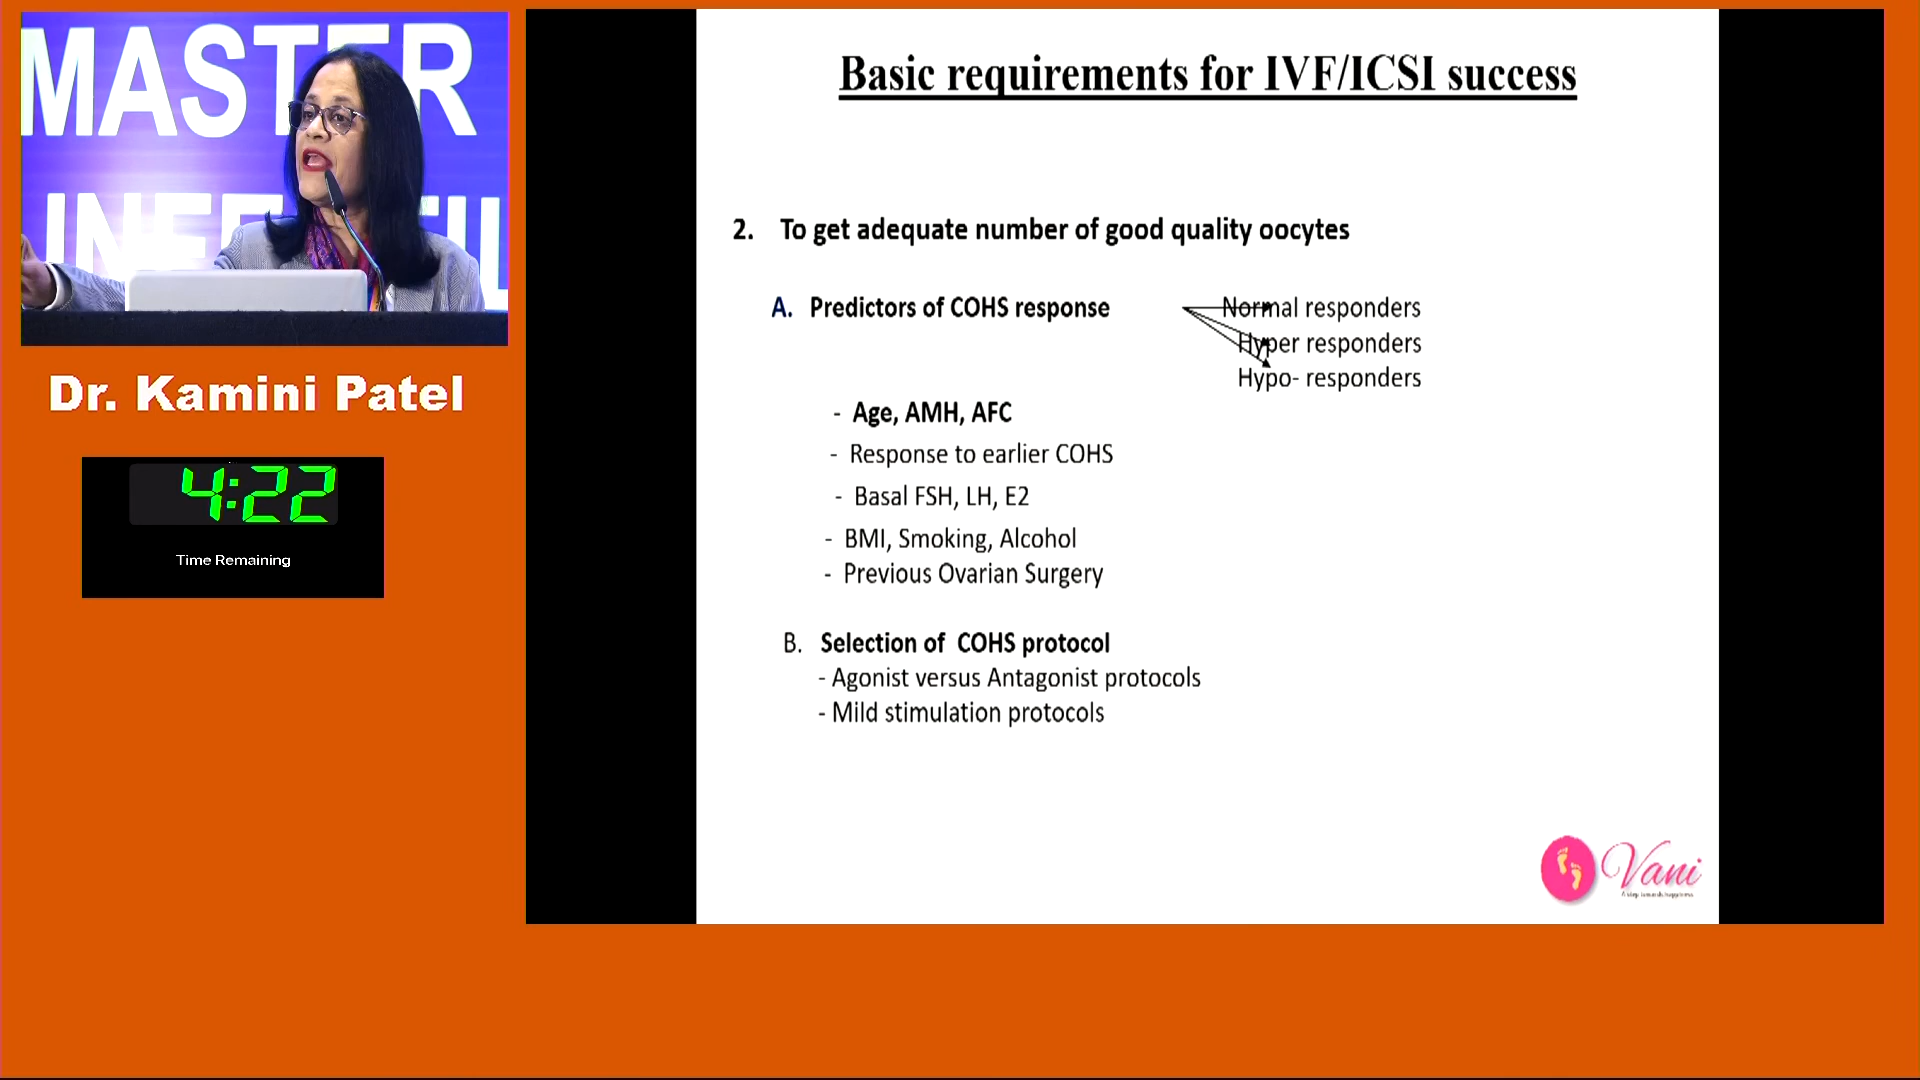 MASTER
Dr. Kamini Patel
4:22
Time Remaining
Basic requirements for IVF/ICSI success
2. To get adequate number of good quality oocytes
A. Predictors of COHS response
Normal responders
Hyper responders
Hypo- responders
- Age, AMH, AFC
- Response to earlier COHS
- Basal FSH, LH, E2
- BMI, Smoking, Alcohol
- Previous Ovarian Surgery
B. Selection of COHS protocol
- Agonist versus Antagonist protocols
- Mild stimulation protocols
Vani